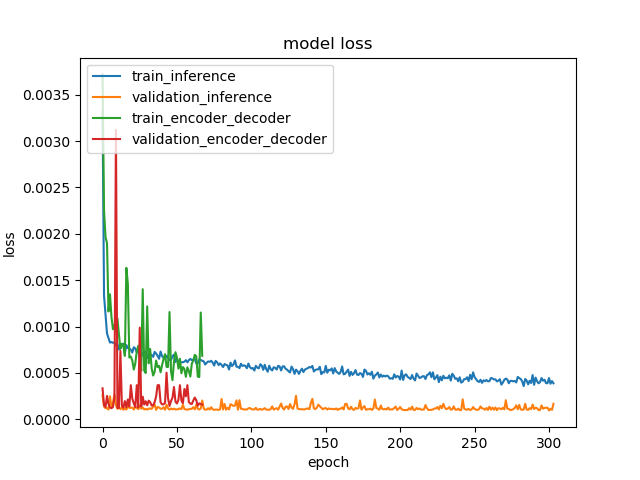 model loss
train_inference
validation_inference
train_encoder_decoder
validation_encoder_decoder
loss
0.0035
0.0030
0.0025
0.0020
0.0015
0.0010
0.0005
0.0000
0 50 100 150 200 250 300
epoch